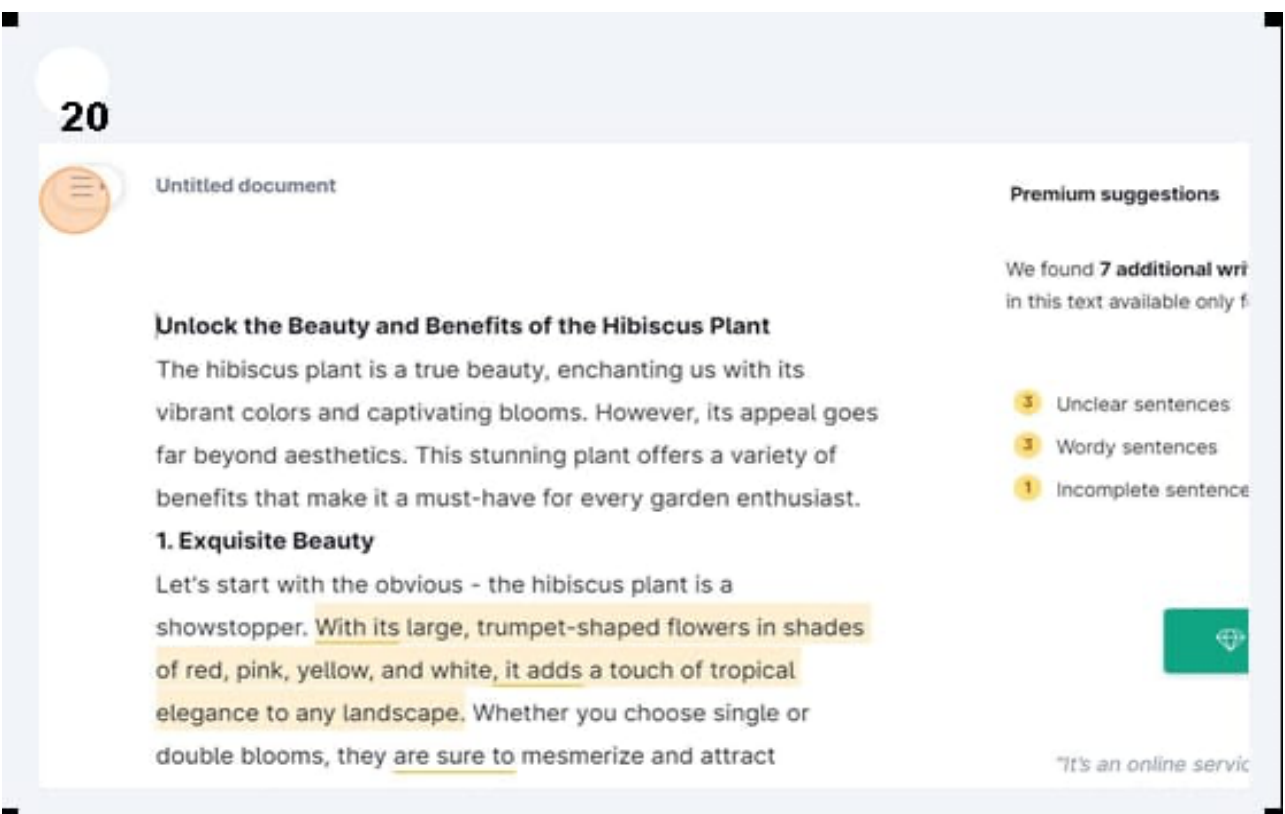 20
Untitled document
Unlock the Beauty and Benefits of the Hibiscus Plant
The hibiscus plant is a true beauty, enchanting us with its
vibrant colors and captivating blooms. However, its appeal goes
far beyond aesthetics. This stunning plant offers a variety of
benefits that make it a must-have for every garden enthusiast.
1. Exquisite Beauty
Let's start with the obvious - the hibiscus plant is a
showstopper. With its large, trumpet-shaped flowers in shades
of red, pink, yellow, and white, it adds a touch of tropical
elegance to any landscape. Whether you choose single or
double blooms, they are sure to mesmerize and attract
Premium suggestions
We found 7 additional wri
in this text available only f
3 Unclear sentences
3 Wordy sentences
1 Incomplete sentence
"It's an online servic